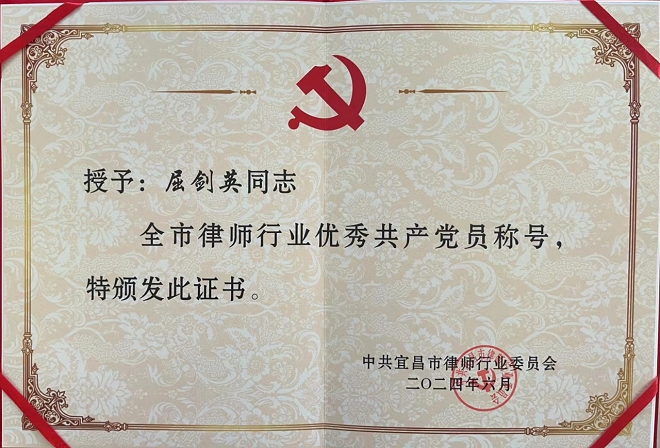 授予：屈剑英同志
全市律师行业优秀共产党员称号，
特颁发此证书。
中共宜昌市律师行业委员会
二〇二四年六月